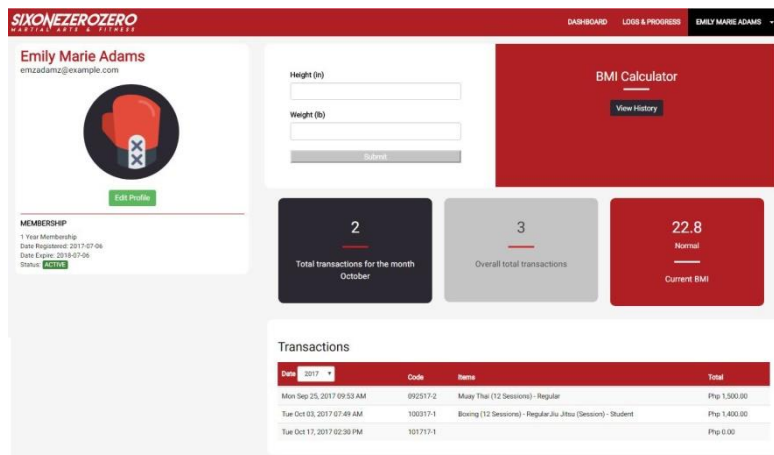 SIXONEZEROZERO
MARTIAL ARTS & FITNESS
DASHBOARD LOGS & PROGRESS EMILY MARIE ADAMS
Emily Marie Adams
emzadamz@example.com
Edit Profile
MEMBERSHIP
1 Year Membership
Date Registered: 2017-07-06
Date Expire: 2018-07-06
Status: ACTIVE
Height (in)
Weight (lb)
Submit
BMI Calculator
View History
2
Total transactions for the month
October
3
Overall total transactions
22.8
Normal
Current BMI
Transactions
Date 2017 Code Items Total
Mon Sep 25, 2017 09:53 AM 092517-2 Muay Thai (12 Sessions) - Regular Php 1,500.00
Tue Oct 03, 2017 07:49 AM 100317-1 Boxing (12 Sessions) - RegularJiu Jitsu (Session) - Student Php 1,400.00
Tue Oct 17, 2017 02:30 PM 101717-1 Php 0.00